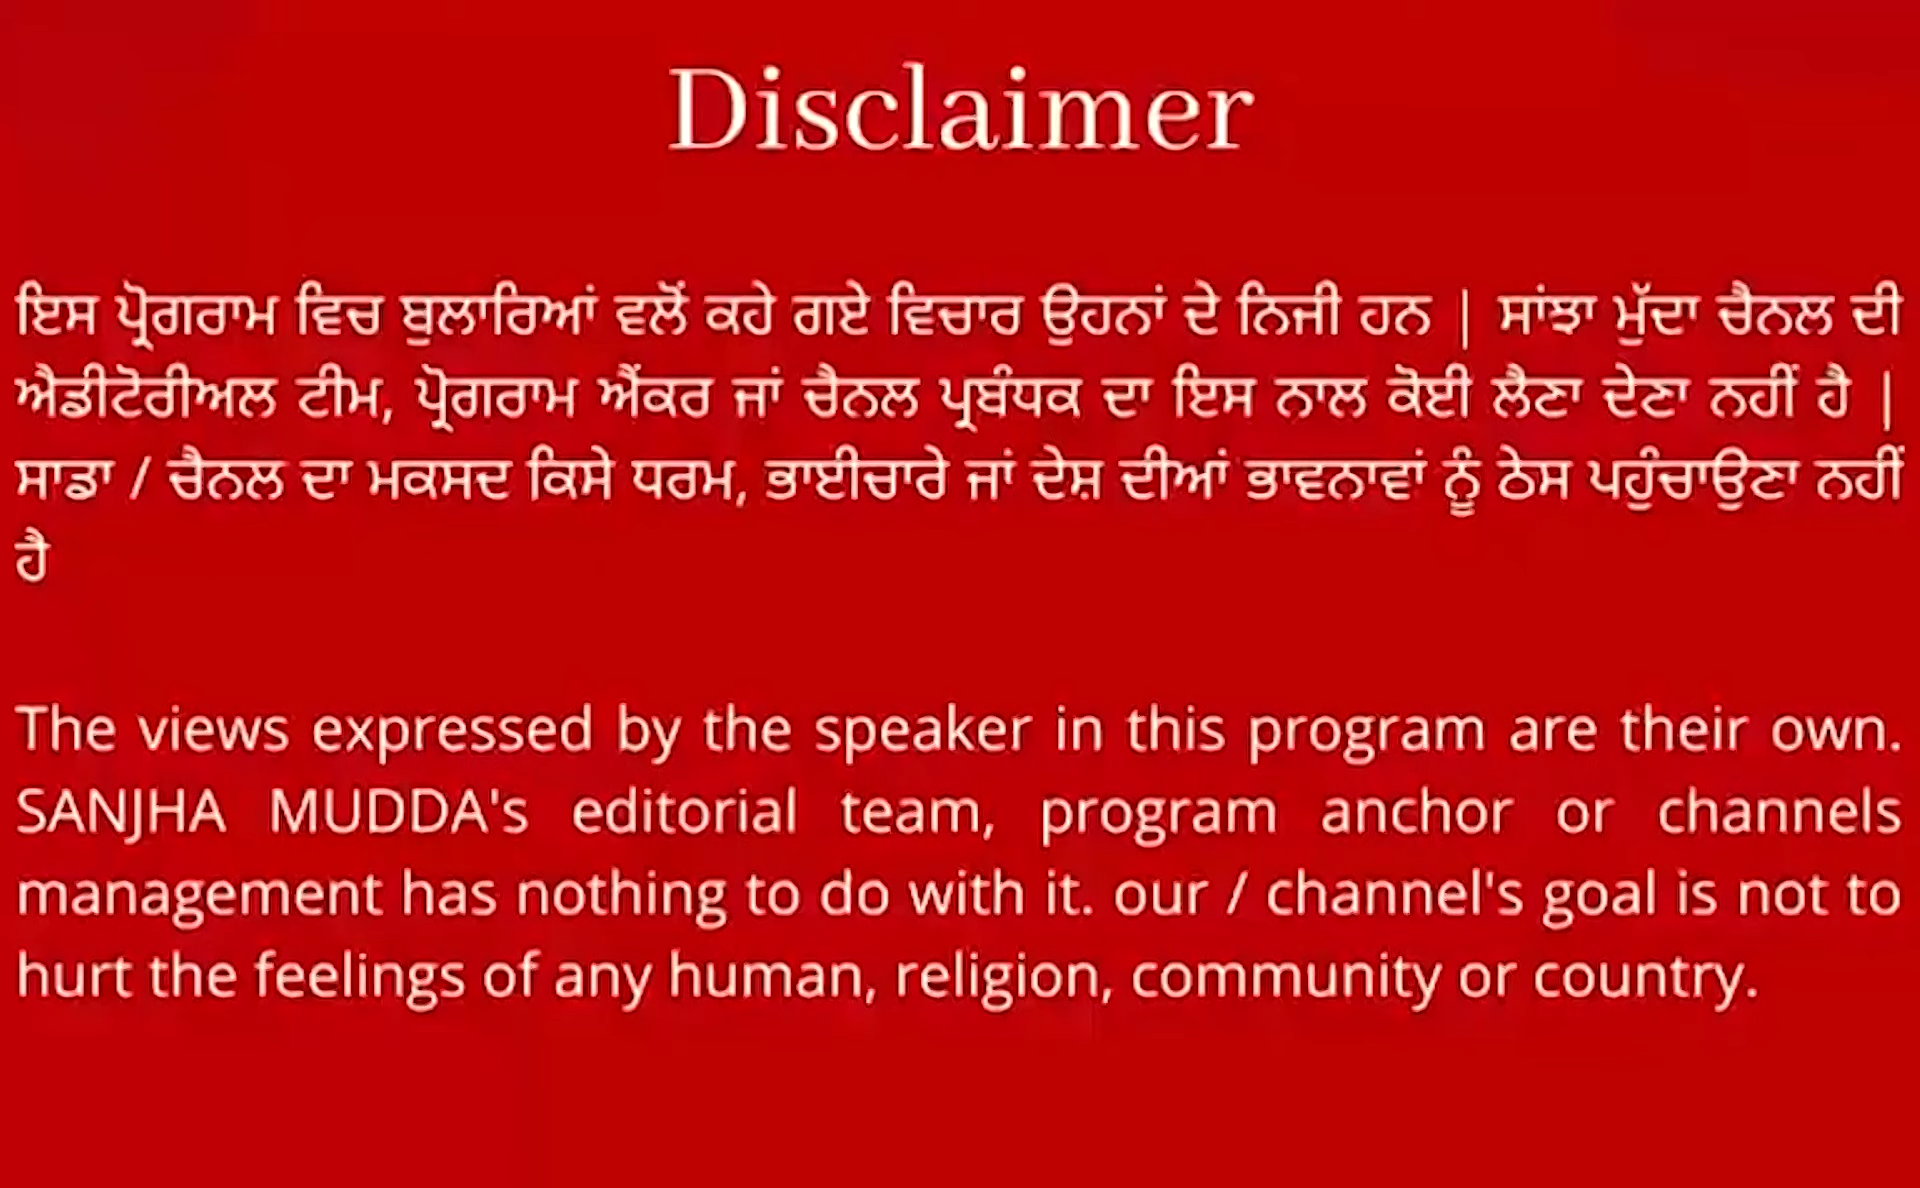 Disclaimer
ਇਸ ਪ੍ਰੋਗਰਾਮ ਵਿਚ ਬੁਲਾਰਿਆਂ ਵਲੋਂ ਕਹੇ ਗਏ ਵਿਚਾਰ ਉਹਨਾਂ ਦੇ ਨਿਜੀ ਹਨ | ਸਾਂਝਾ ਮੁੱਦਾ ਚੈਨਲ ਦੀ
ਐਡੀਟੋਰੀਅਲ ਟੀਮ, ਪ੍ਰੋਗਰਾਮ ਐਂਕਰ ਜਾਂ ਚੈਨਲ ਪ੍ਰਬੰਧਕ ਦਾ ਇਸ ਨਾਲ ਕੋਈ ਲੈਣਾ ਦੇਣਾ ਨਹੀਂ ਹੈ |
ਸਾਡਾ / ਚੈਨਲ ਦਾ ਮਕਸਦ ਕਿਸੇ ਧਰਮ, ਭਾਈਚਾਰੇ ਜਾਂ ਦੇਸ਼ ਦੀਆਂ ਭਾਵਨਾਵਾਂ ਨੂੰ ਠੇਸ ਪਹੁੰਚਾਉਣਾ ਨਹੀਂ
ਹੈ
The views expressed by the speaker in this program are their own.
SANJHA MUDDA's editorial team, program anchor or channels
management has nothing to do with it. our / channel's goal is not to
hurt the feelings of any human, religion, community or country.